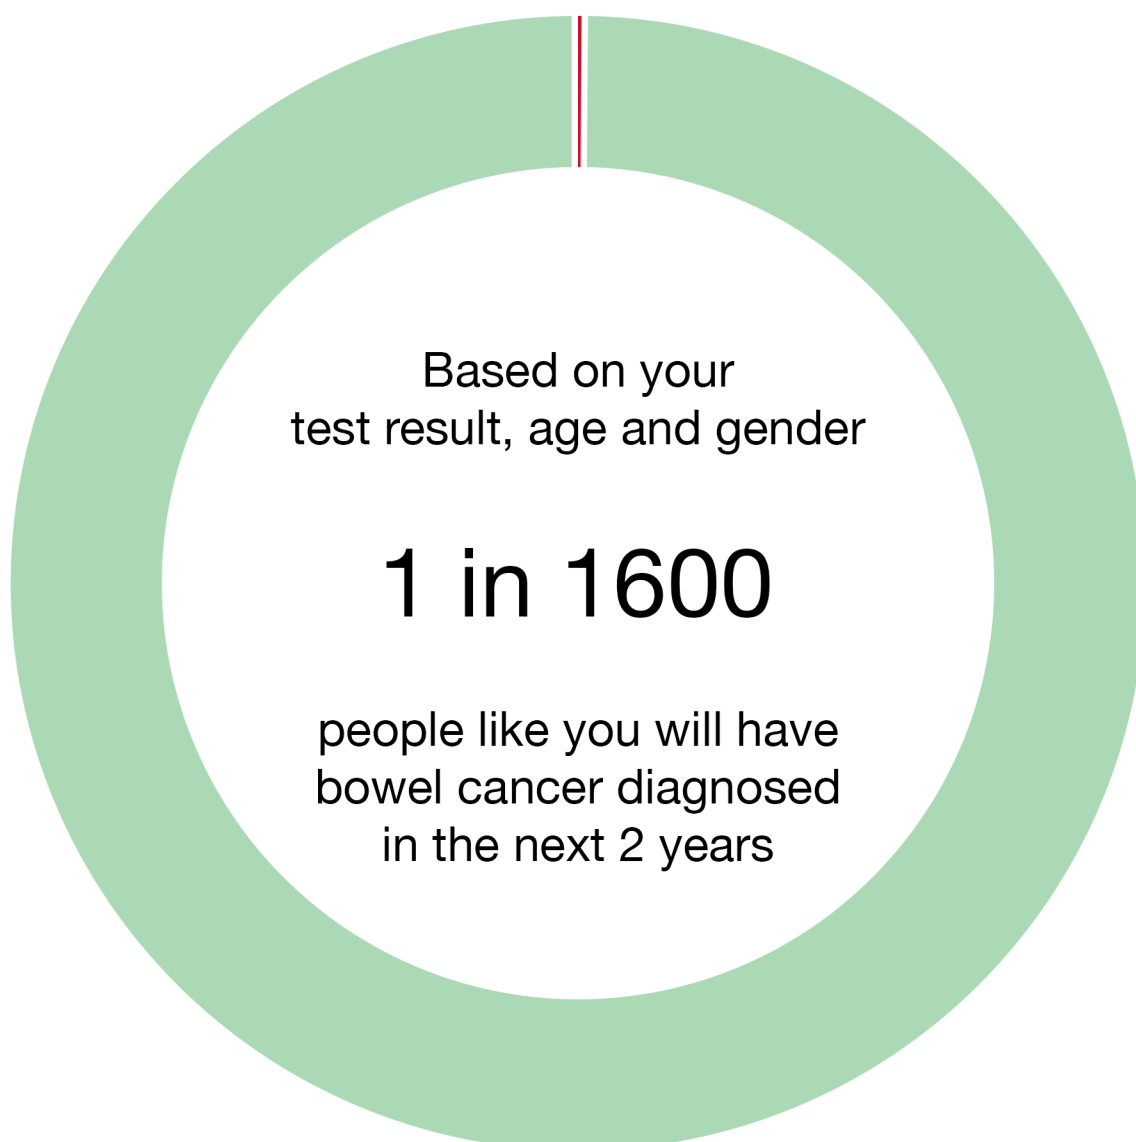 Based on your
test result, age and gender
1 in 1600
people like you will have
bowel cancer diagnosed
in the next 2 years